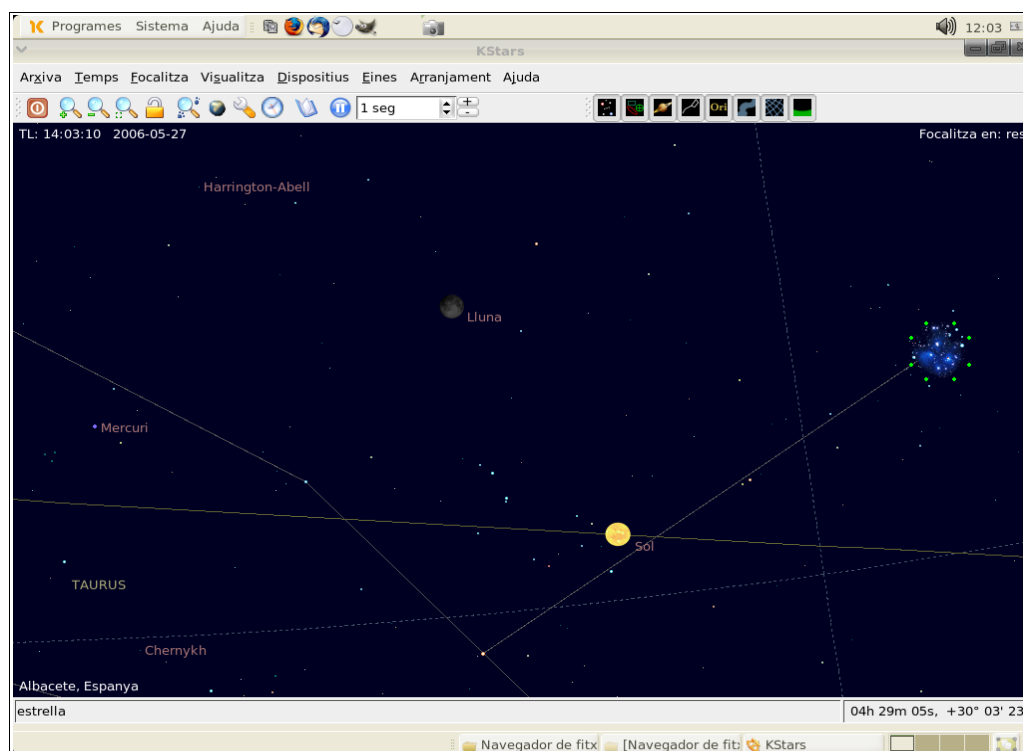 Programes Sistema Ajuda 12:03
KStars
Arxiva Temps Focalitza Visualitza Dispositius Eines Arranjament Ajuda
1 seg Ori
TL: 14:03:10 2006-05-27 Focalitza en: res
Harrington-Abell
Lluna
Mercuri
Sol
TAURUS
Chernykh
Albacete, Espanya
estrella 04h 29m 05s, +30° 03' 23
Navegador de fitx [Navegador de fit: KStars